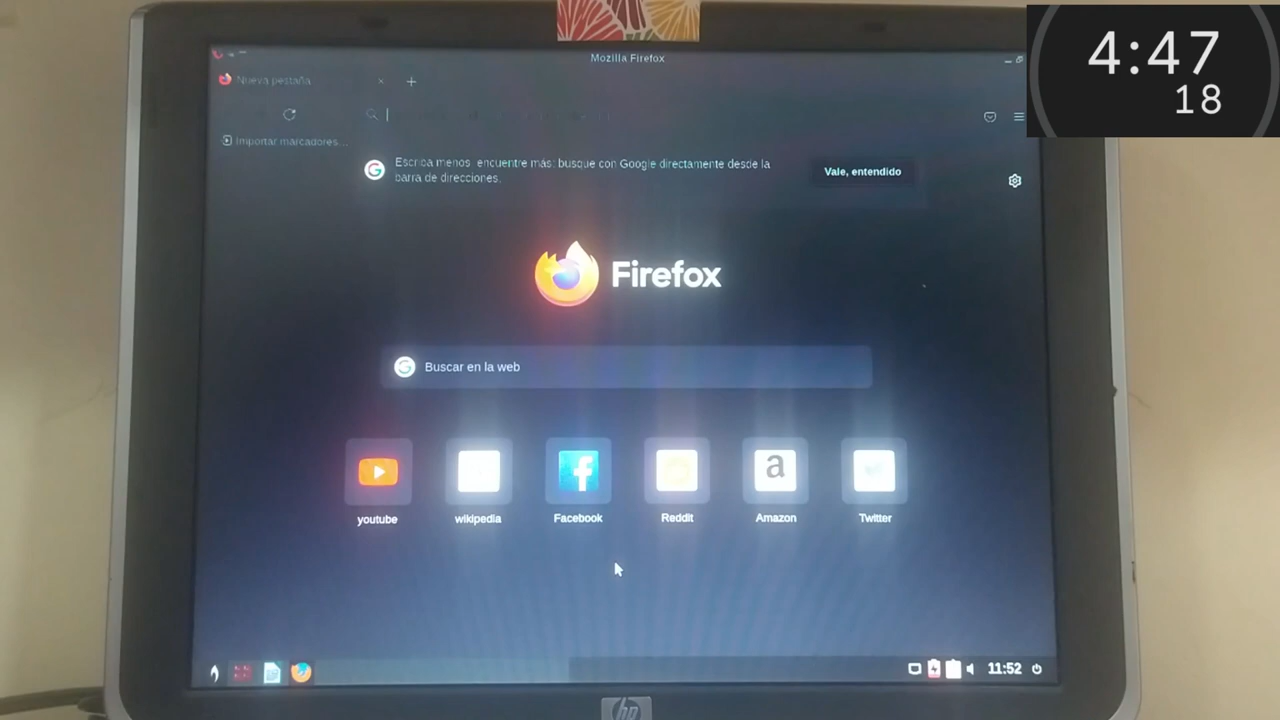 4:47
18
Mozilla Firefox
Nueva pestaña
Importar marcadores...
Escriba menos, encuentre más: busque con Google directamente desde la
barra de direcciones.
Vale, entendido
Firefox
Buscar en la web
youtube
wikipedia
Facebook
Reddit
Amazon
Twitter
11:52
hp